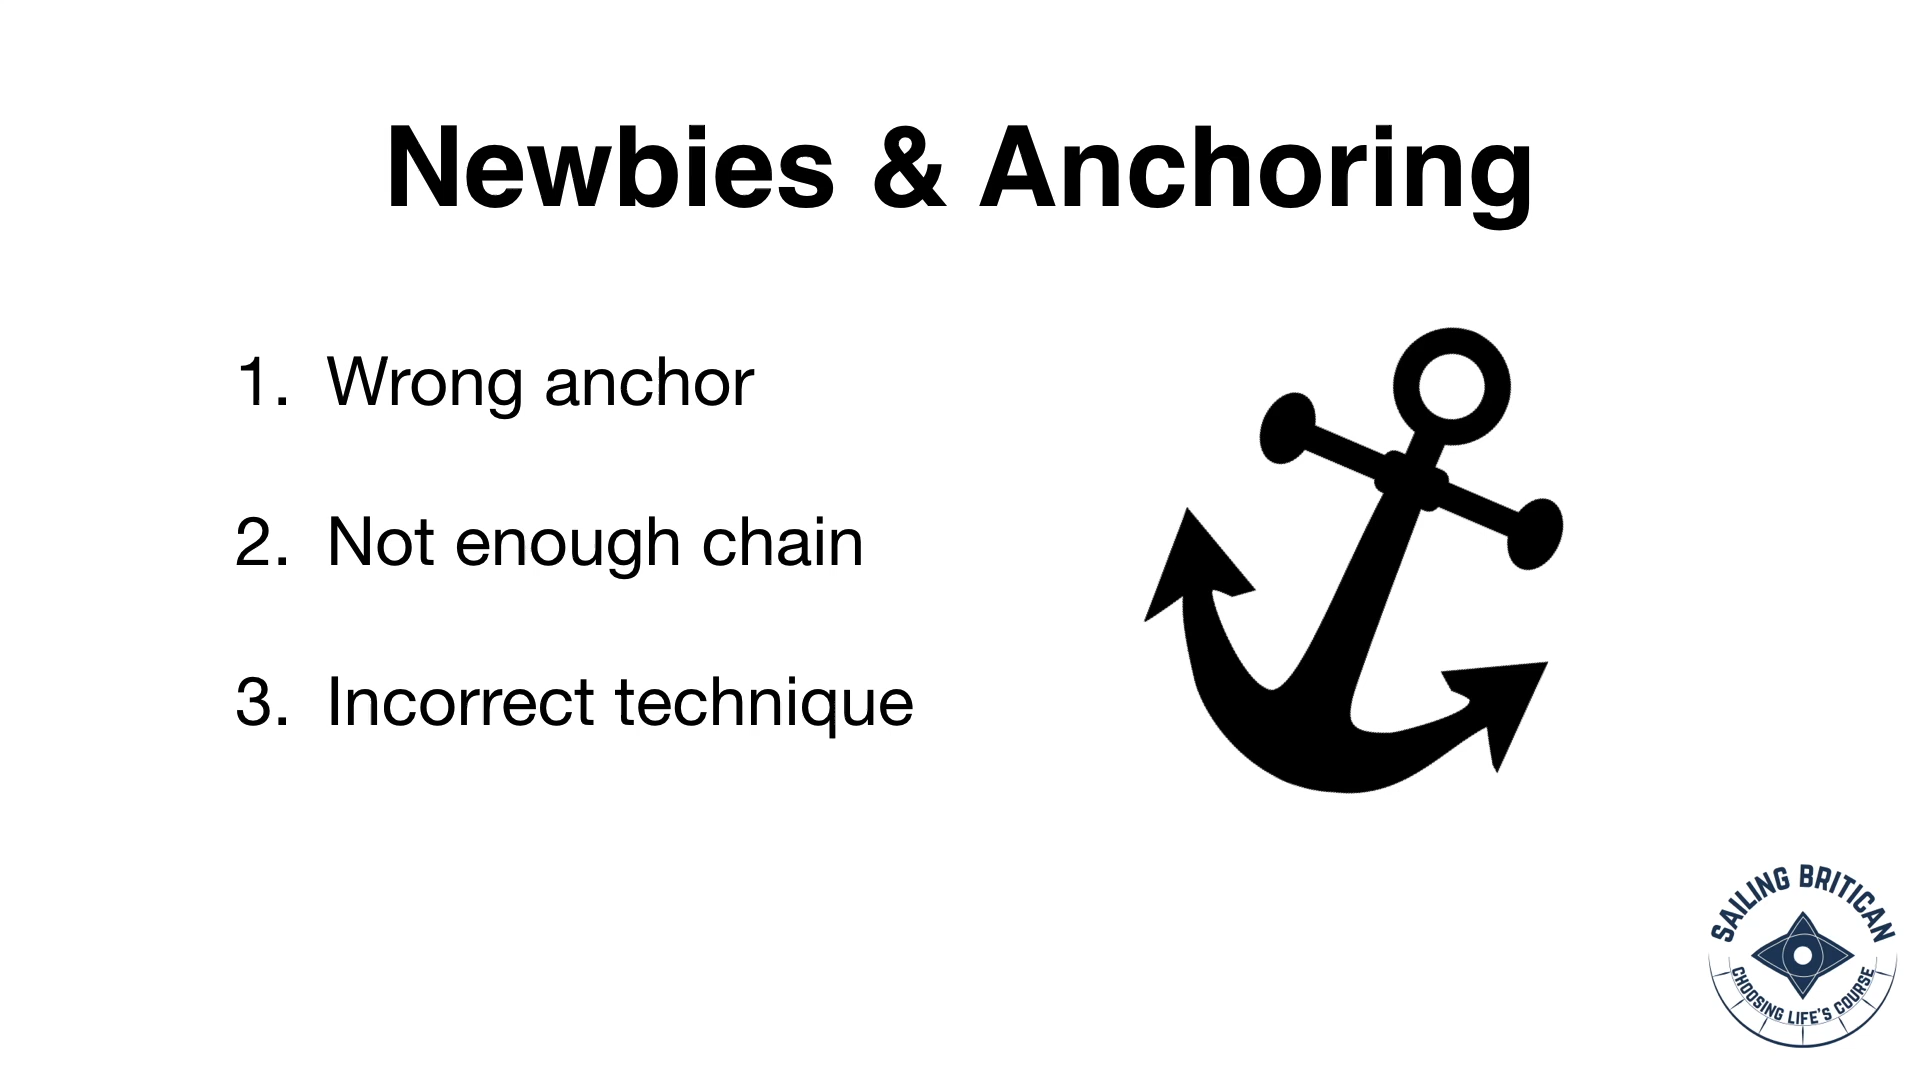 Newbies & Anchoring
1. Wrong anchor
2. Not enough chain
3. Incorrect technique
SAILING BRITICAN
CHOOSING LIFE'S COURSE